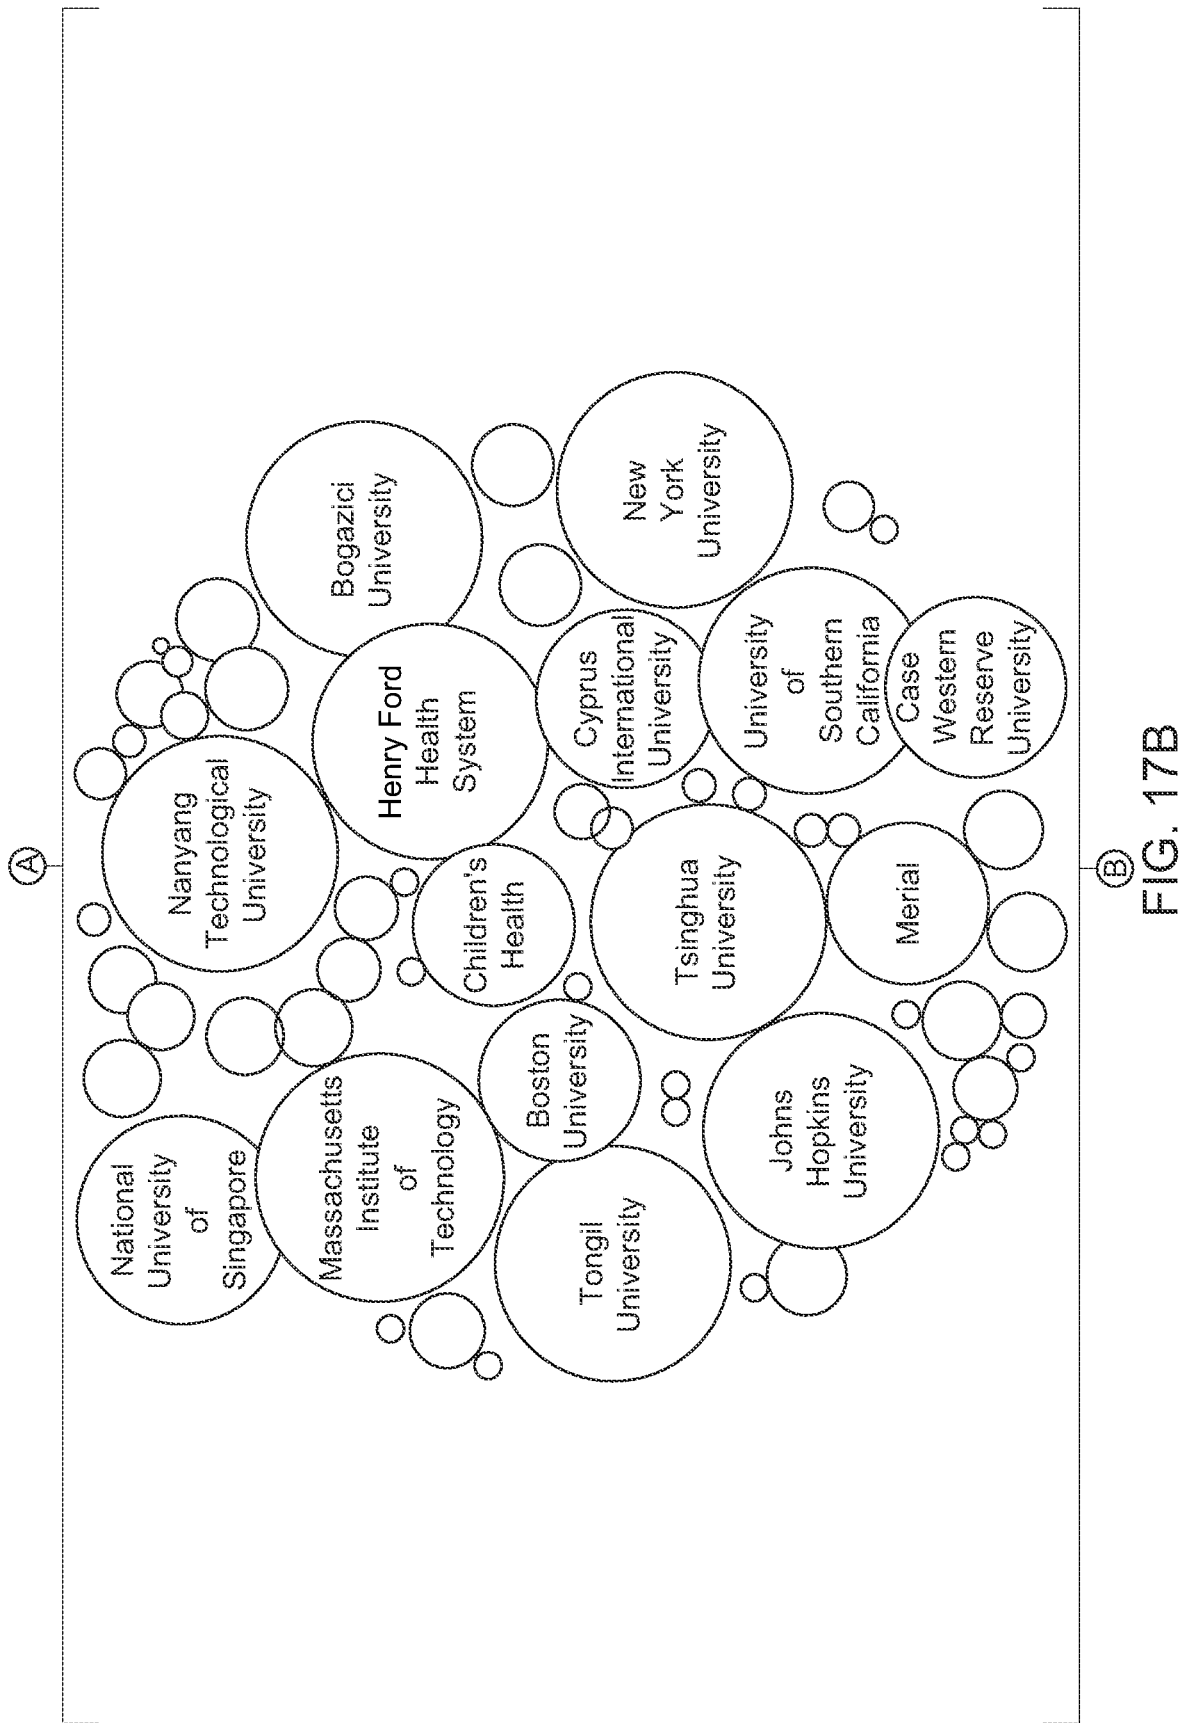 A
National
University
of
Singapore
Nanyang
Technological
University
Massachusetts
Institute
of
Technology
Henry Ford
Health
System
Bogazici
University
Children's
Health
Boston
University
Cyprus
International
University
Tongil
University
Tsinghua
University
New
York
University
Johns
Hopkins
University
University
of
Southern
California
Merial
Case
Western
Reserve
University
B
FIG. 17B